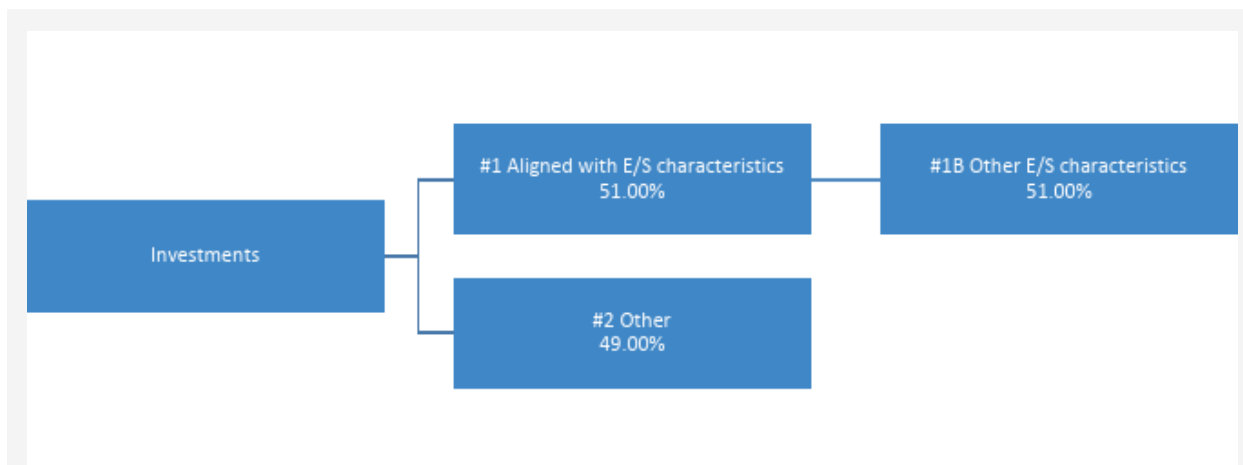 #1 Aligned with E/S characteristics
51.00%
#1B Other E/S characteristics
51.00%
Investments
#2 Other
49.00%